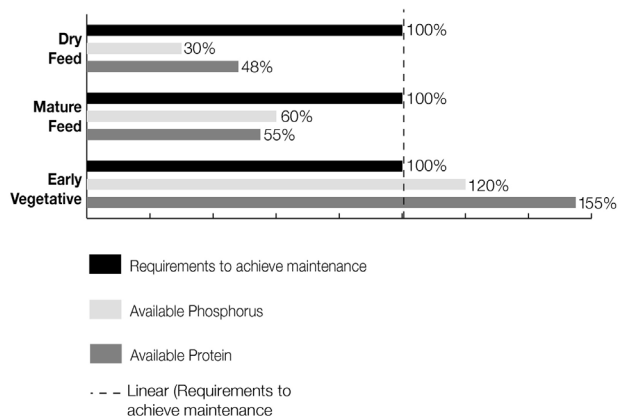 100%
Dry
Feed
30%
48%
100%
Mature
Feed
60%
55%
100%
Early
Vegetative
120%
155%
Requirements to achieve maintenance
Available Phosphorus
Available Protein
Linear (Requirements to
achieve maintenance